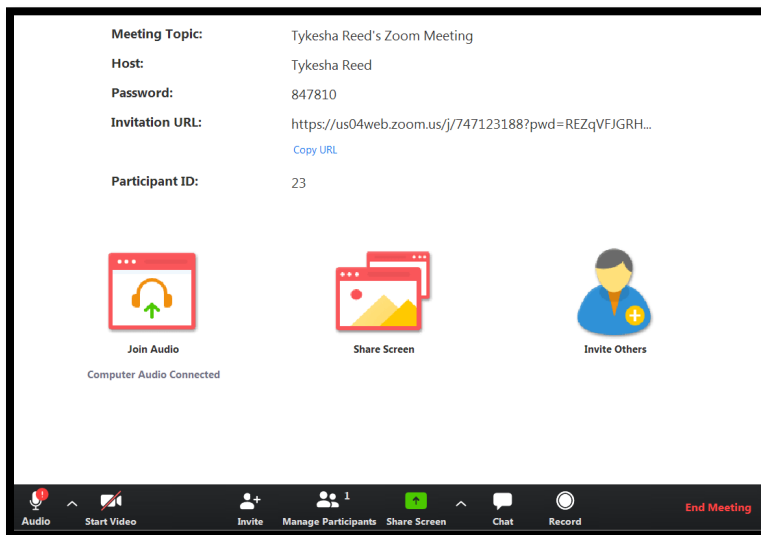 Meeting Topic: Tykesha Reed's Zoom Meeting
Host: Tykesha Reed
Password: 847810
Invitation URL: https://us04web.zoom.us/j/747123188?pwd=REZqVFJGRH...
Copy URL
Participant ID: 23
Join Audio Share Screen Invite Others
Computer Audio Connected
1
Audio Start Video Invite Manage Participants Share Screen Chat Record End Meeting